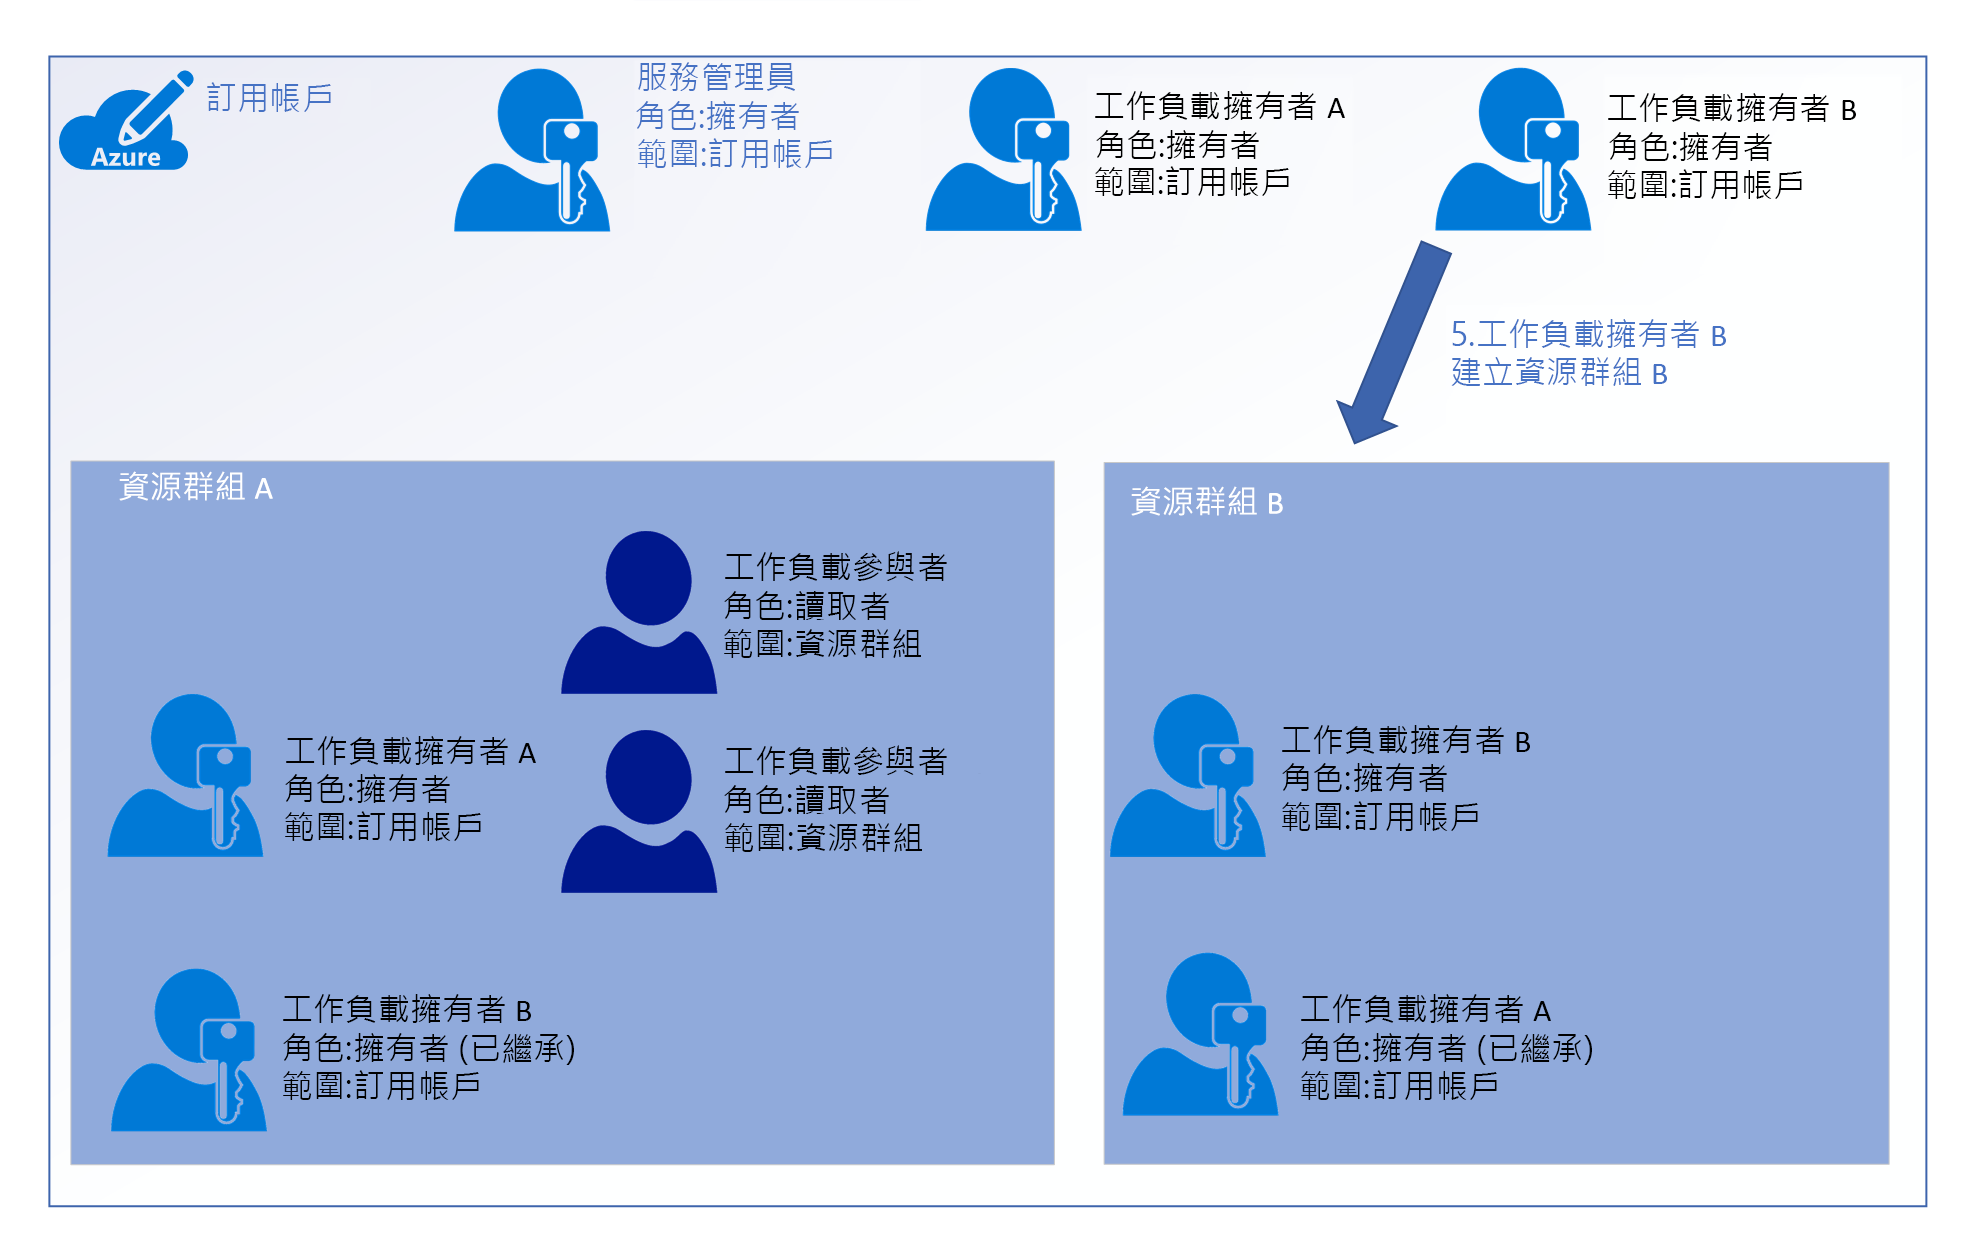 Azure
訂用帳戶
服務管理員
角色:擁有者
範圍:訂用帳戶
工作負載擁有者 A
角色:擁有者
範圍:訂用帳戶
工作負載擁有者 B
角色:擁有者
範圍:訂用帳戶
5.工作負載擁有者 B
建立資源群組 B
資源群組 A
工作負載參與者
角色:讀取者
範圍:資源群組
工作負載擁有者 A
角色:擁有者
範圍:訂用帳戶
工作負載參與者
角色:讀取者
範圍:資源群組
工作負載擁有者 B
角色:擁有者 (已繼承)
範圍:訂用帳戶
資源群組 B
工作負載擁有者 B
角色:擁有者
範圍:訂用帳戶
工作負載擁有者 A
角色:擁有者 (已繼承)
範圍:訂用帳戶